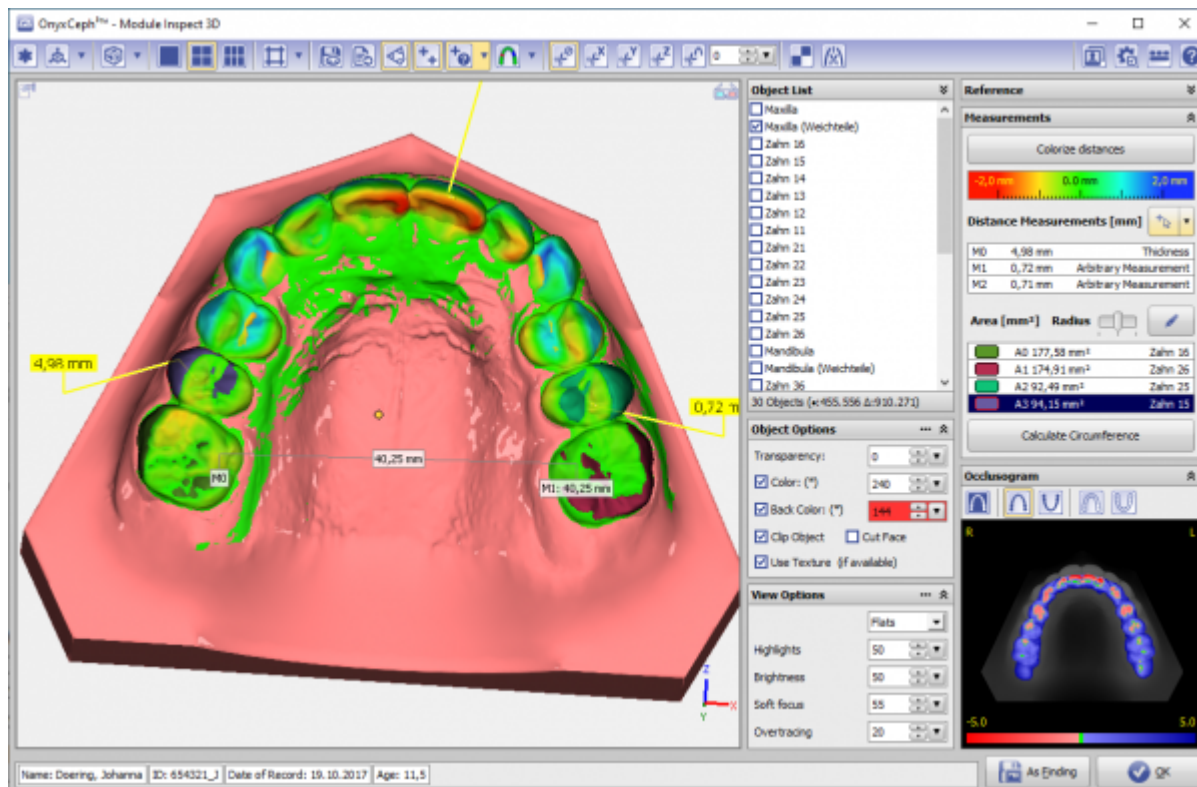 OnyxCeph³™ - Module Inspect 3D
0
4,98 mm
0,72 m
40,25 mm
M0
M1: 40,25 mm
Z
X
Y
Object List
Maxilla
Maxilla (Weichteile)
Zahn 16
Zahn 15
Zahn 14
Zahn 13
Zahn 12
Zahn 11
Zahn 21
Zahn 22
Zahn 23
Zahn 24
Zahn 25
Zahn 26
Mandibula
Mandibula (Weichteile)
Zahn 36
30 Objects (•:455.556 Δ:910.271)
Object Options
Transparency: 0
Color: (*) 240
Back Color: (*) 144
Clip Object Cut Face
Use Texture (if available)
View Options
Flats
Highlights 50
Brightness 50
Soft focus 55
Overtracing 20
Reference
Measurements
Colorize distances
-2,0 mm 0.0 mm 2,0 mm
Distance Measurements [mm]
M0 4,98 mm Thickness
M1 0,72 mm Arbitrary Measurement
M2 0,71 mm Arbitrary Measurement
Area [mm²] Radius
A0 177,58 mm² Zahn 16
A1 174,91 mm² Zahn 26
A2 92,49 mm² Zahn 25
A3 94,15 mm² Zahn 15
Calculate Circumference
Occlusogram
R L
-5.0 5.0
Name: Doering, Johanna ID: 654321_J Date of Record: 19.10.2017 Age: 11,5
As Finding OK